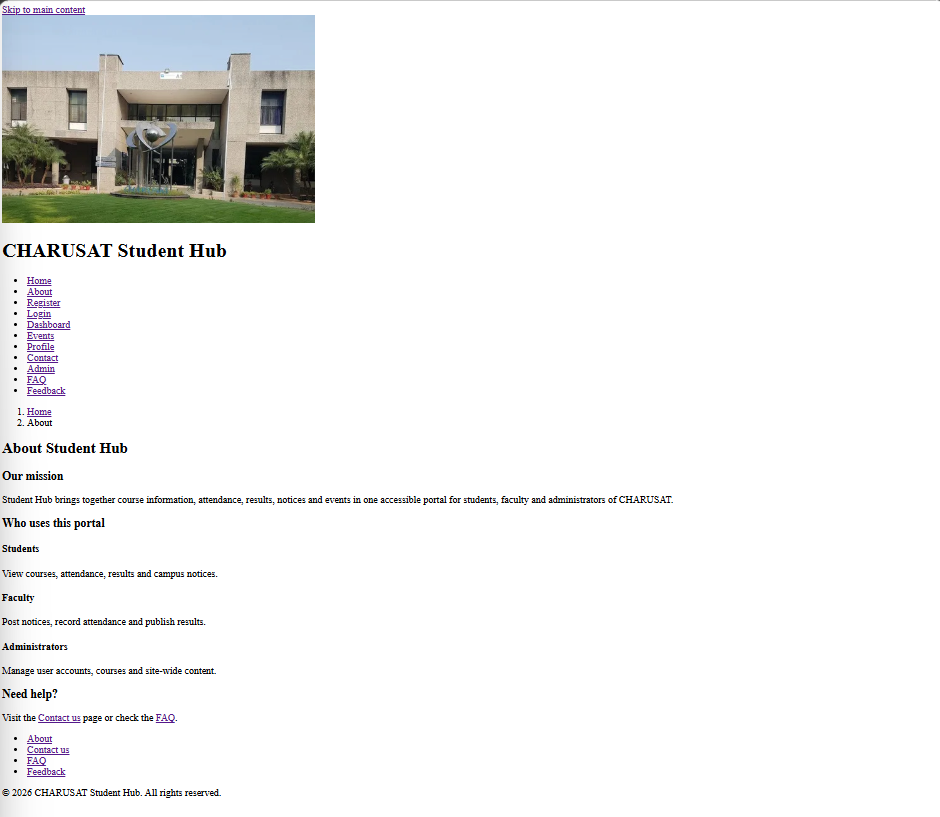 Skip to main content
CHARUSAT Student Hub
Home
About
Register
Login
Dashboard
Events
Profile
Contact
Admin
FAQ
Feedback
1. Home
2. About
About Student Hub
Our mission
Student Hub brings together course information, attendance, results, notices and events in one accessible portal for students, faculty and administrators of CHARUSAT.
Who uses this portal
Students
View courses, attendance, results and campus notices.
Faculty
Post notices, record attendance and publish results.
Administrators
Manage user accounts, courses and site-wide content.
Need help?
Visit the Contact us page or check the FAQ.
About
Contact us
FAQ
Feedback
© 2026 CHARUSAT Student Hub. All rights reserved.